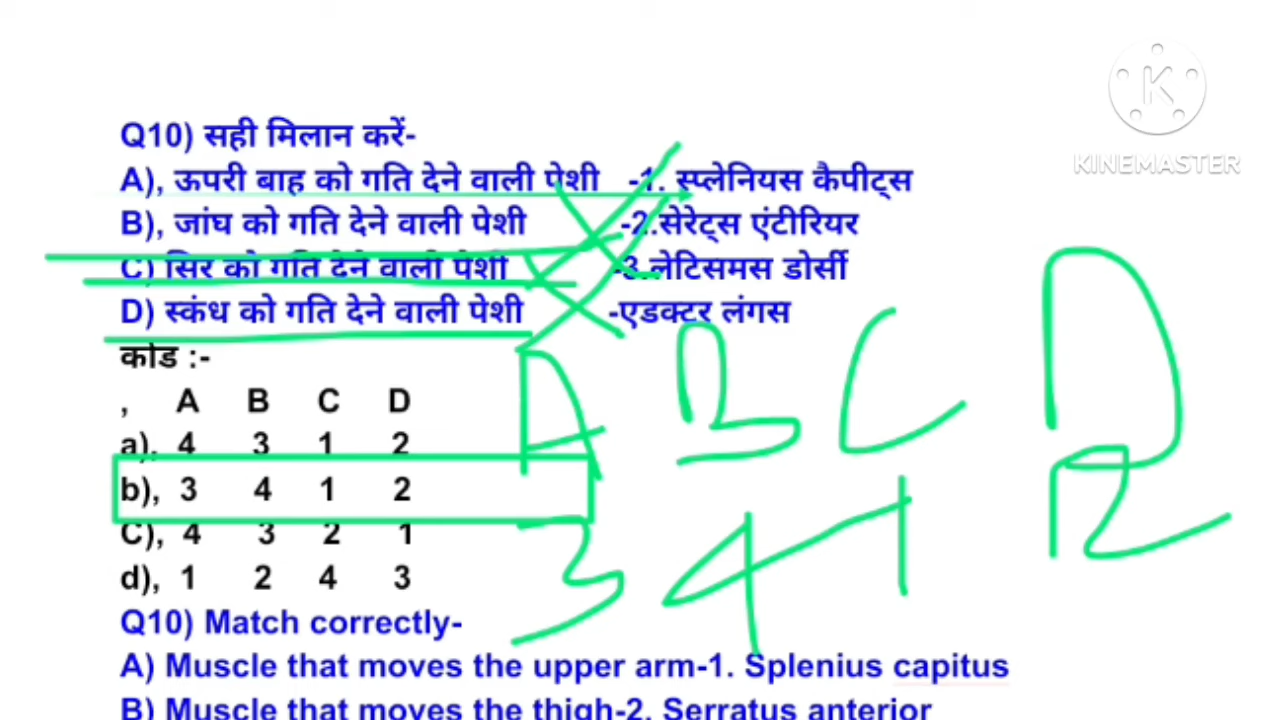 KINEMASTER
Q10) सही मिलान करें-
A), ऊपरी बाह को गति देने वाली पेशी -1. स्प्लेनियस कैपीट्स
B), जांघ को गति देने वाली पेशी -2.सेरेट्स एंटीरियर
C) सिर को गति देने वाली पेशी -3.लेटिसमस डोर्सी
D) स्कंध को गति देने वाली पेशी -एडक्टर लंगस
कोड :-
, A B C D
a), 4 3 1 2
b), 3 4 1 2
C), 4 3 2 1
d), 1 2 4 3
A B C D
3 4 1 2
Q10) Match correctly-
A) Muscle that moves the upper arm-1. Splenius capitus
B) Muscle that moves the thigh-2. Serratus anterior